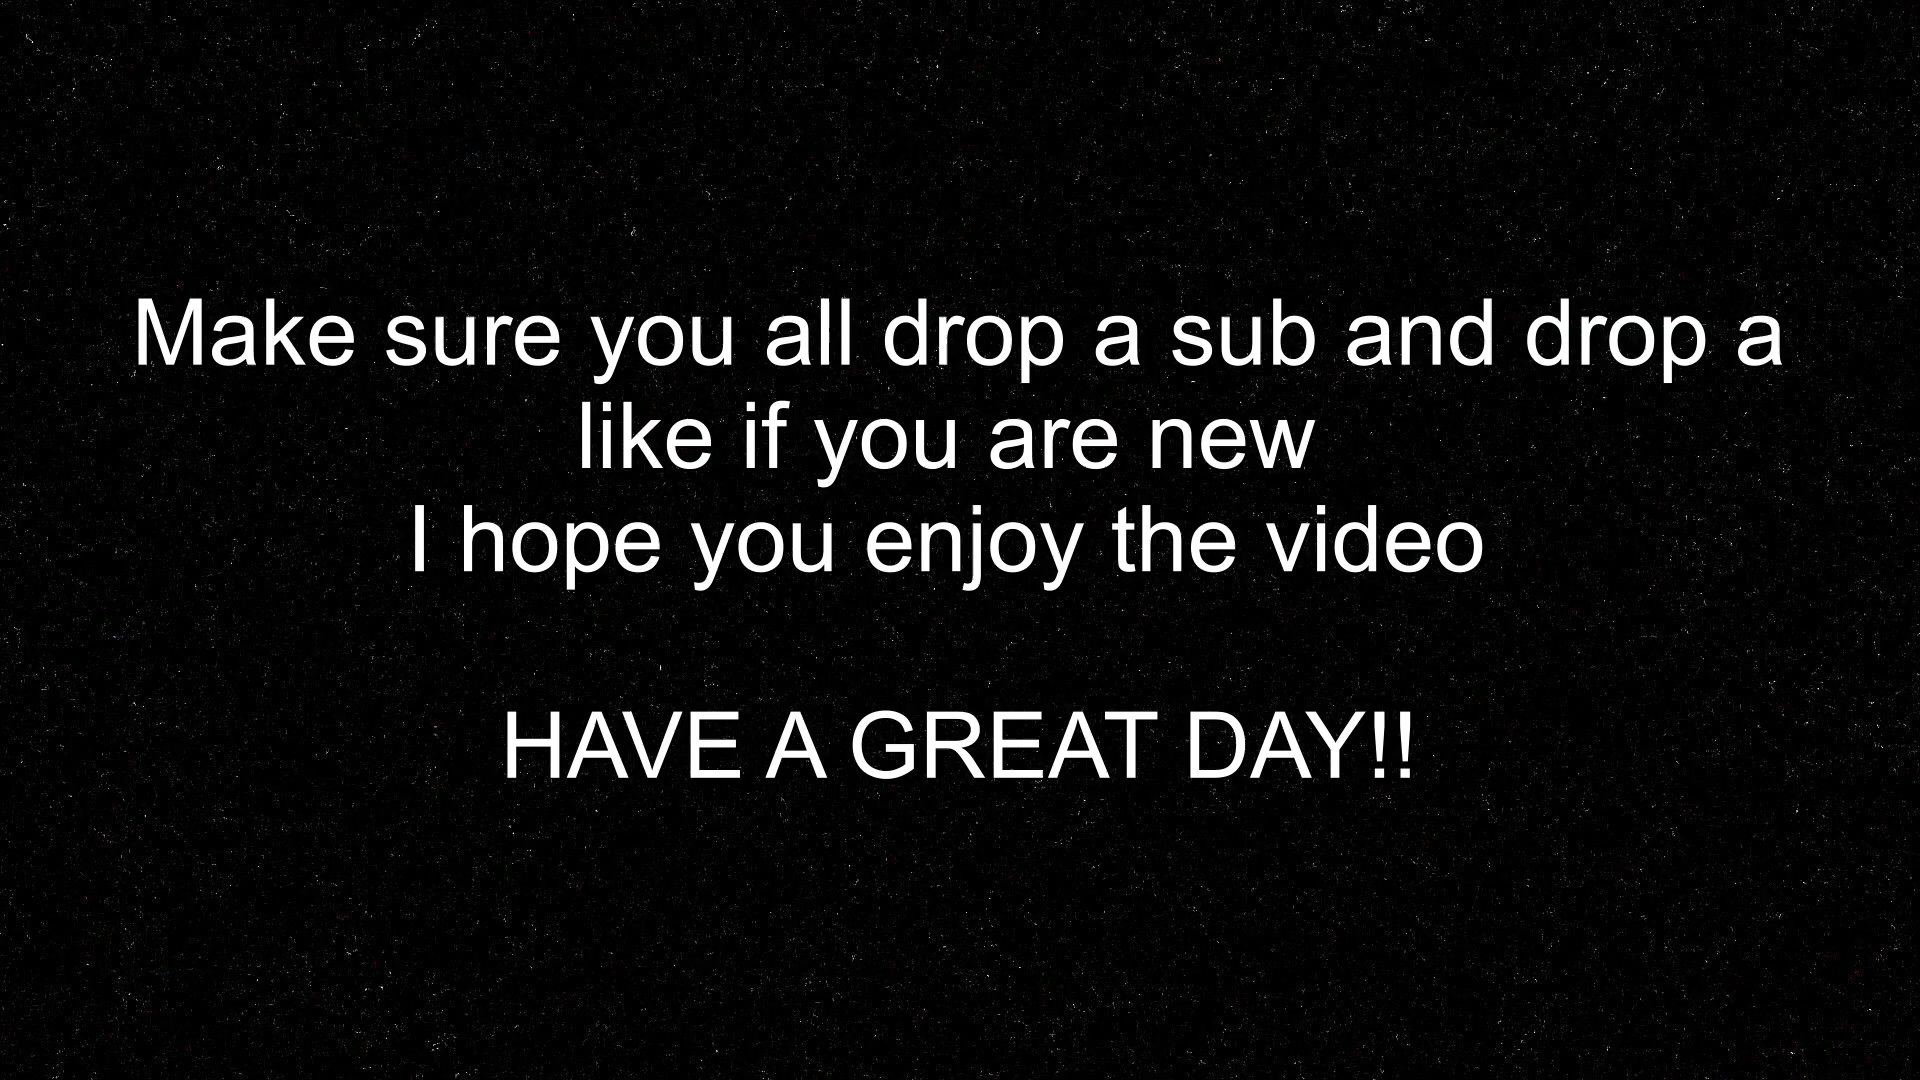 Make sure you all drop a sub and drop a
like if you are new
I hope you enjoy the video
HAVE A GREAT DAY!!